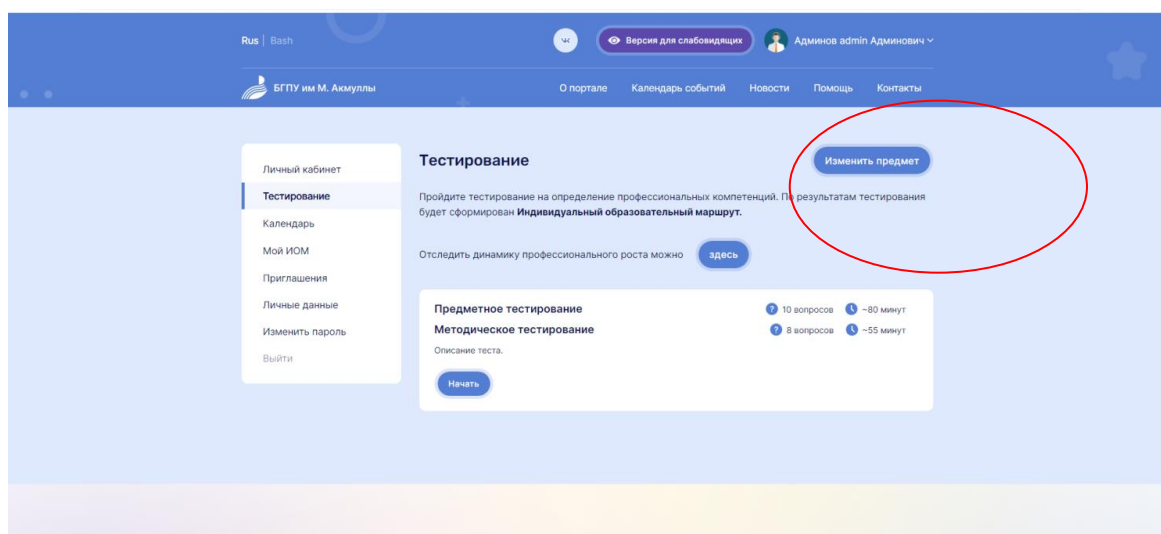 Rus | Bash
Версия для слабовидящих
Админов admin Админович
БГПУ им М. Акмуллы
О портале Календарь событий Новости Помощь Контакты
Личный кабинет
Тестирование
Календарь
Мой ИОМ
Приглашения
Личные данные
Изменить пароль
Выйти
Тестирование
Изменить предмет
Пройдите тестирование на определение профессиональных компетенций. По результатам тестирования
будет сформирован Индивидуальный образовательный маршрут.
Отследить динамику профессионального роста можно здесь
Предметное тестирование ? 10 вопросов ~80 минут
Методическое тестирование ? 8 вопросов ~55 минут
Описание теста.
Начать